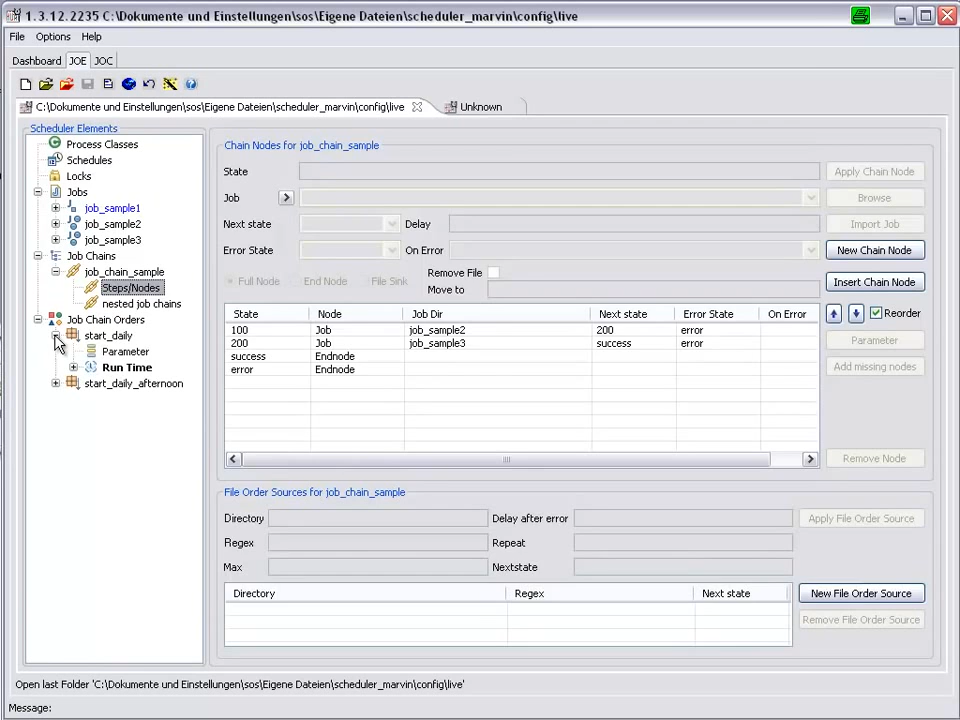 1.3.12.2235 C:\Dokumente und Einstellungen\sos\Eigene Dateien\scheduler_marvin\config\live
File Options Help
Dashboard JOE JOC
C:\Dokumente und Einstellungen\sos\Eigene Dateien\scheduler_marvin\config\live Unknown
Scheduler Elements
Process Classes
Schedules
Locks
Jobs
job_sample1
job_sample2
job_sample3
Job Chains
job_chain_sample
Steps/Nodes
nested job chains
Job Chain Orders
start_daily
Parameter
Run Time
start_daily_afternoon
Chain Nodes for job_chain_sample
State Apply Chain Node
Job Browse
Next state Delay Import Job
Error State On Error New Chain Node
Full Node End Node File Sink Remove File
Move to Insert Chain Node
State Node Job Dir Next state Error State On Error Reorder
100 Job job_sample2 200 error
200 Job job_sample3 success error
success Endnode
error Endnode
Parameter
Add missing nodes
Remove Node
File Order Sources for job_chain_sample
Directory Delay after error Apply File Order Source
Regex Repeat
Max Nextstate
Directory Regex Next state New File Order Source
Remove File Order Source
Open last Folder 'C:\Dokumente und Einstellungen\sos\Eigene Dateien\scheduler_marvin\config\live'
Message: